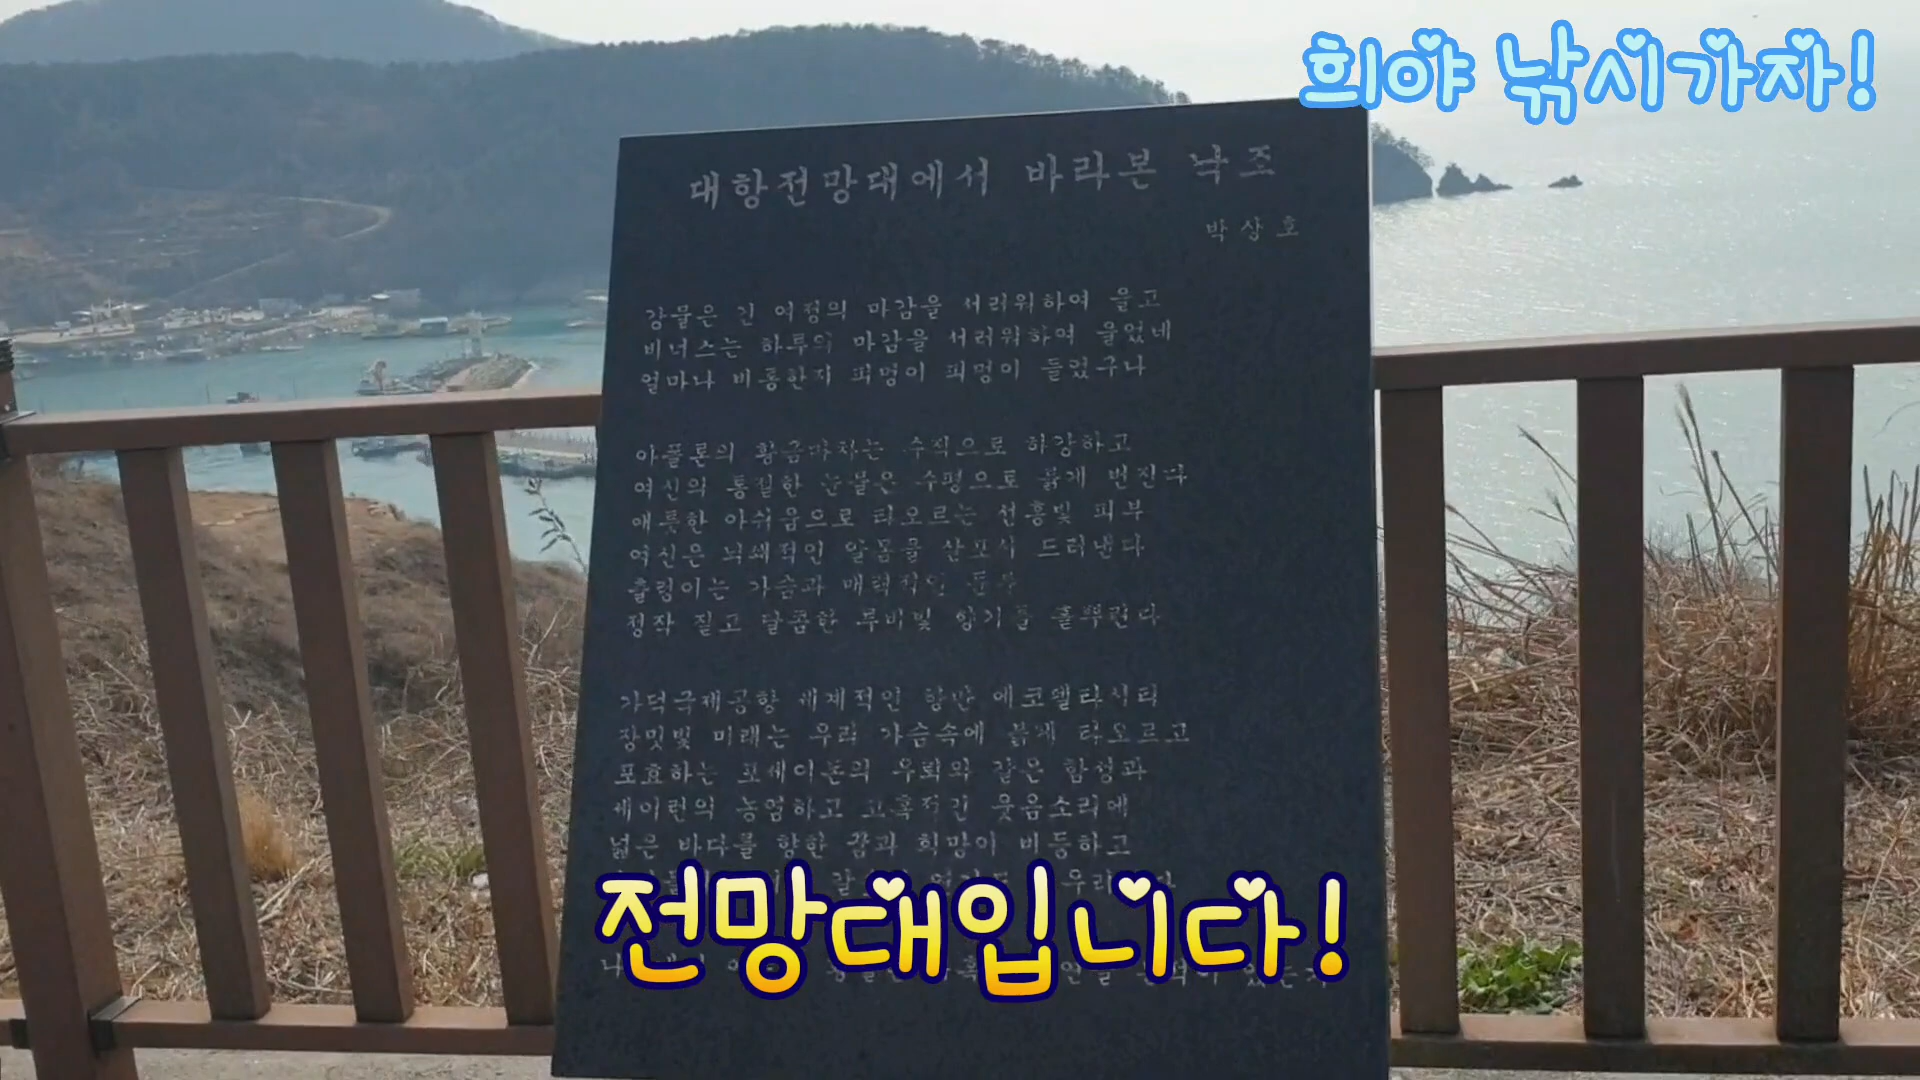 희야 낚시가자!
대항전망대에서 바라본 낙조
박상호
강물은 긴 여정의 마감을 서러워하여 울고
비너스는 하루의 마감을 서러워하며 울었네
얼마나 비통한지 피멍이 피멍이 들었구나
아폴론의 황금마차는 수직으로 하강하고
여신의 통절한 눈물은 수평으로 붉게 번진다
애틋한 아쉬움으로 타오르는 선홍빛 피부
여신은 뇌쇄적인 알몸을 살포시 드러낸다
출렁이는 가슴과 매력적인
정작 짙고 달콤한 루비빛 향기를 흩뿌린다
가덕국제공항 세계적인 항만 에코델타시티
장밋빛 미래는 우리 가슴속에 붉게 타오르고
포효하는 포세이돈의 우뢰와 같은 함성과
세이렌의 농염하고 고혹적인 웃음소리에
넓은 바다를 향한 꿈과 희망이 비등하고
전망대입니다!